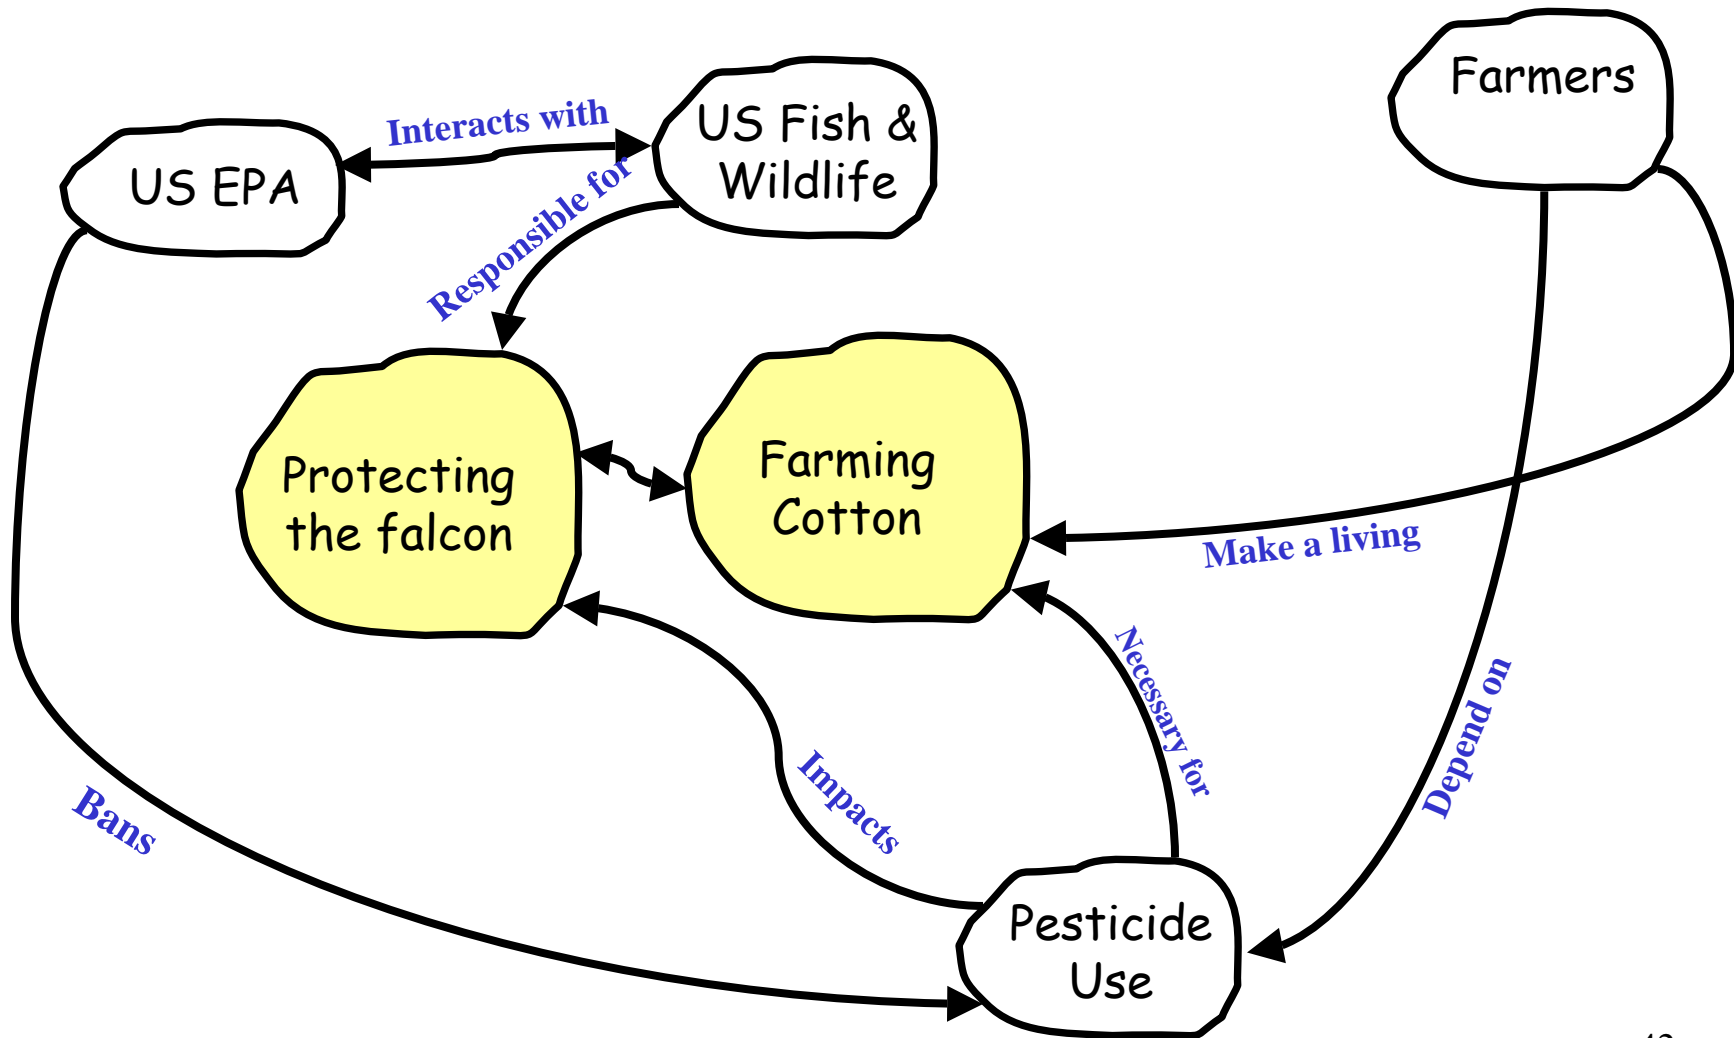 Farmers
Interacts with
US Fish &
Wildlife
US EPA
Responsible for
Protecting
the falcon
Farming
Cotton
Make a living
Necessary for
Depend on
Impacts
Bans
Pesticide
Use